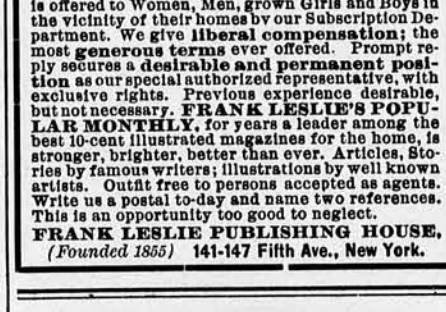 is offered to Women, Men, grown Girls and Boys in
the vicinity of their homes by our Subscription De-
partment. We give liberal compensation; the
most generous terms ever offered. Prompt re-
ply secures a desirable and permanent posi-
tion as our special authorized representative, with
exclusive rights. Previous experience desirable,
but not necessary. FRANK LESLIE'S POPU-
LAR MONTHLY, for years a leader among the
best 10-cent illustrated magazines for the home, is
stronger, brighter, better than ever. Articles, Sto-
ries by famous writers; illustrations by well known
artists. Outfit free to persons accepted as agents.
Write us a postal to-day and name two references.
This is an opportunity too good to neglect.
FRANK LESLIE PUBLISHING HOUSE,
(Founded 1855) 141-147 Fifth Ave., New York.